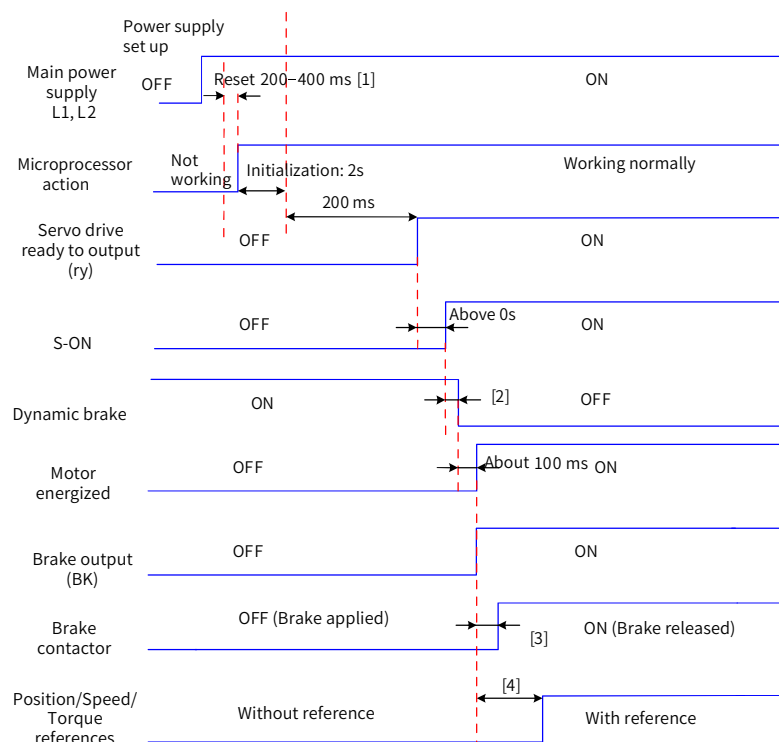 Power supply
set up
Main power
supply
L1, L2
OFF
Reset 200–400 ms [1]
ON
Microprocessor
action
Not
working
Initialization: 2s
Working normally
200 ms
Servo drive
ready to output
(ry)
OFF
ON
S-ON
OFF
Above 0s
ON
Dynamic brake
ON
[2]
OFF
Motor
energized
OFF
About 100 ms
ON
Brake output
(BK)
OFF
ON
Brake
contactor
OFF (Brake applied)
[3]
ON (Brake released)
Position/Speed/
Torque
references
Without reference
[4]
With reference